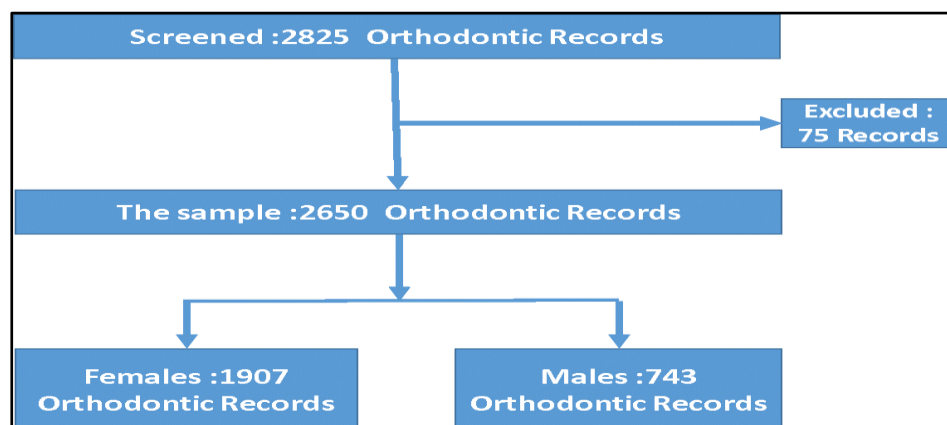 Screened :2825 Orthodontic Records
Excluded :
75 Records
The sample :2650 Orthodontic Records
Females :1907
Orthodontic Records
Males :743
Orthodontic Records